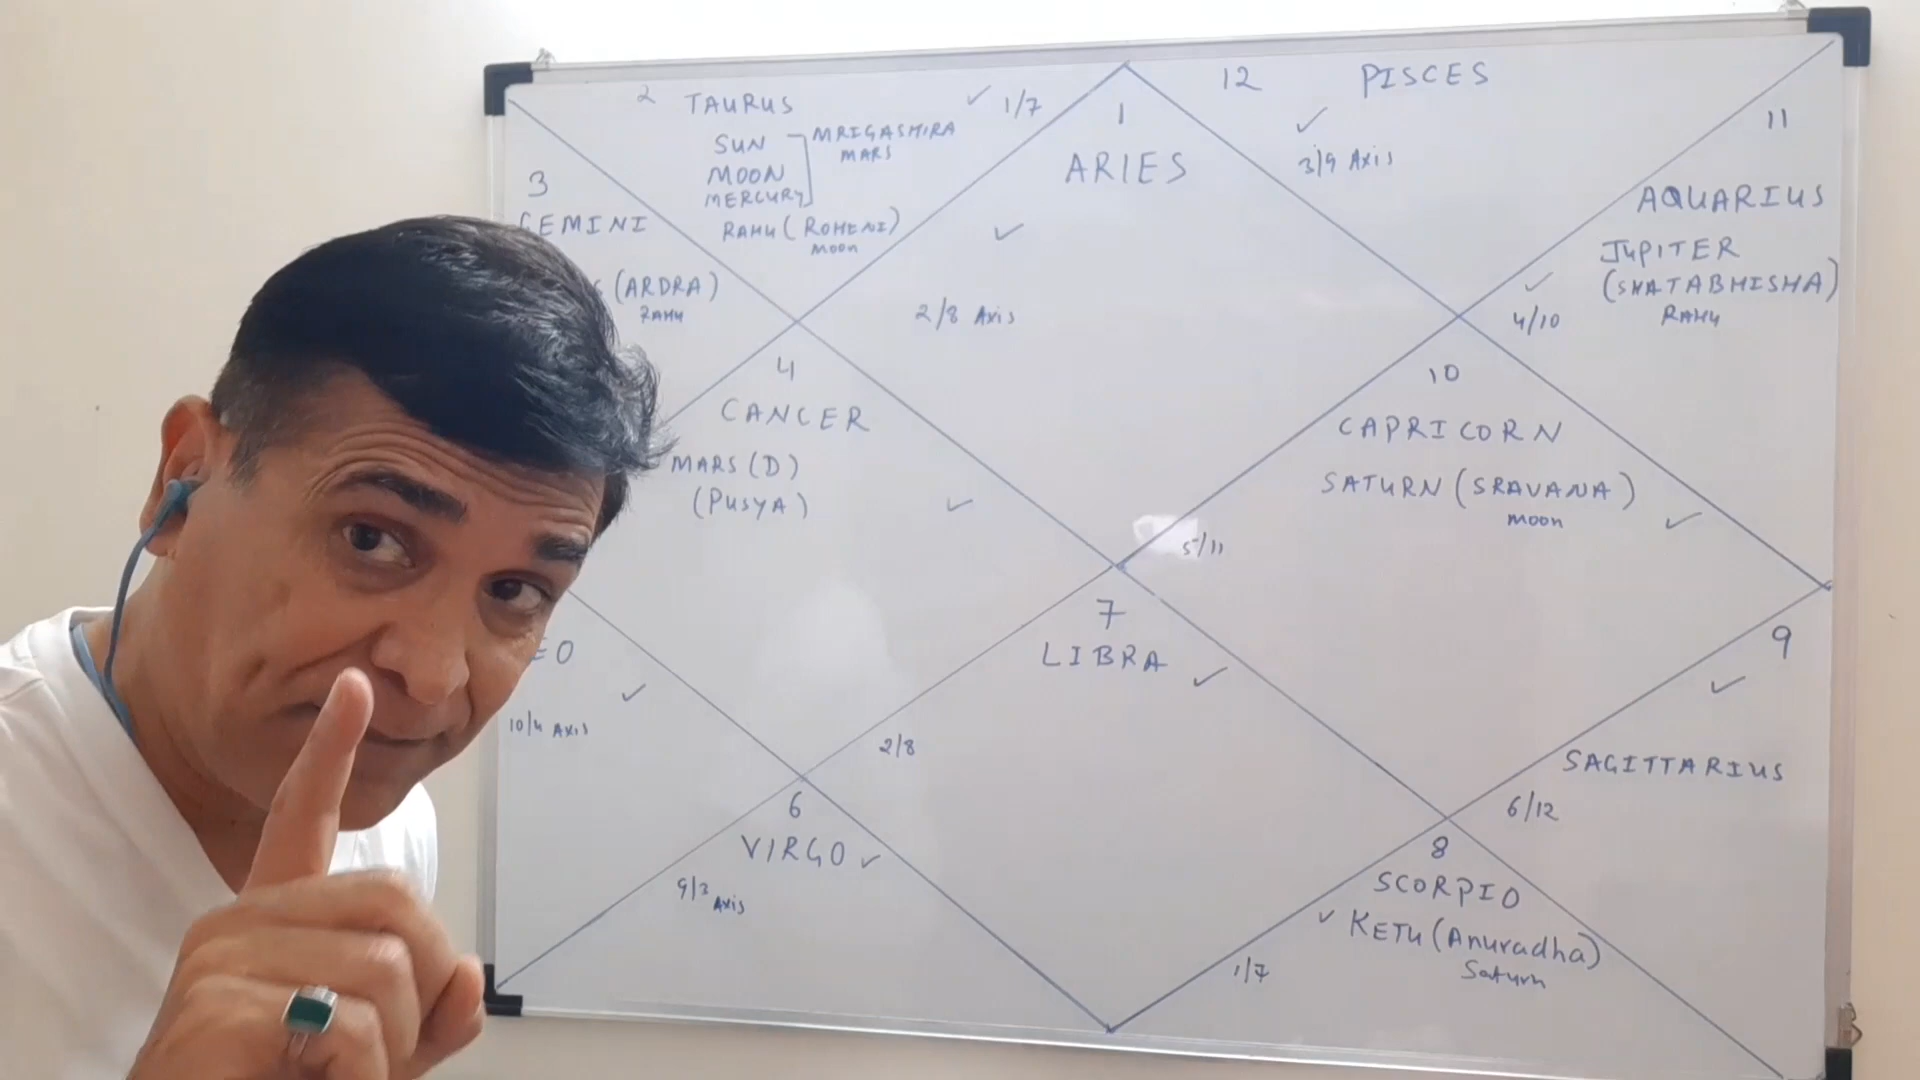 2 TAURUS
✓ 1/7
SUN
MOON
MERCURY
MRIGASHIRA
MARS
RAHU (ROHENI)
MOON
1
ARIES
✓
2/8 Axis
12 PISCES
✓
3/9 Axis
11
AQUARIUS
JUPITER
(SHATABHISHA)
RAHU
✓
4/10
3
GEMINI
(ARDRA)
RAHU
4
CANCER
MARS (D)
(PUSYA)
✓
10
CAPRICORN
SATURN (SRAVANA)
MOON
✓
5/11
EO
✓
10/4 AXIS
7
LIBRA ✓
2/8
9
✓
SAGITTARIUS
6/12
6
VIRGO ✓
9/3 AXIS
8
SCORPIO
✓ KETU (Anuradha)
Saturn
1/7